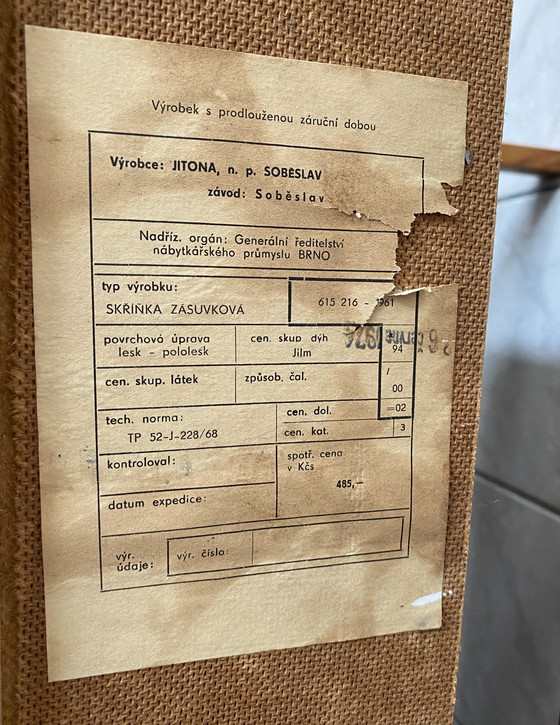 Výrobek s prodlouženou záruční dobou
Výrobce: JITONA, n. p. SOBĚSLAV
závod: Soběslav
Nadříz. orgán: Generální ředitelství
nábytkářského průmyslu BRNO
typ výrobku:
SKŘÍŇKA ZÁSUVKOVÁ
615 216 - 1961
povrchová úprava
lesk - pololesk
cen. skup. dýh
Jilm
94
cen. skup. látek
způsob, čal.
/
00
tech. norma:
TP 52-J-228/68
cen. dol.
=02
cen. kat.
3
kontroloval:
spotř. cena
v Kčs
485,-
datum expedice:
výr.
údaje:
výr. číslo: